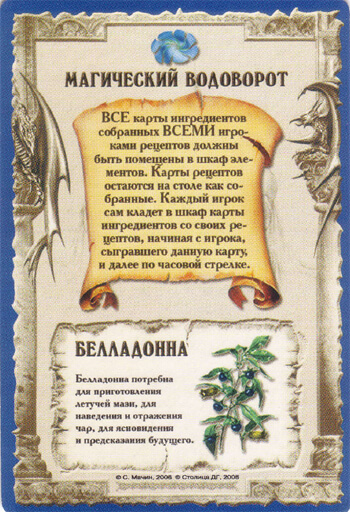 МАГИЧЕСКИЙ ВОДОВОРОТ
ВСЕ карты ингредиентов
собранных ВСЕМИ игро-
ками рецептов должны
быть помещены в шкаф эле-
ментов. Карты рецептов
остаются на столе как со-
бранные. Каждый игрок
сам кладет в шкаф карты
ингредиентов со своих ре-
цептов, начиная с игрока,
сыгравшего данную карту,
и далее по часовой стрелке.
БЕЛЛАДОННА
Белладонна потребна
для приготовления
летучей мази, для
наведения и отражения
чар, для ясновидения
и предсказания будущего.
© С. Мачин, 2006 © Столица ДГ, 2006